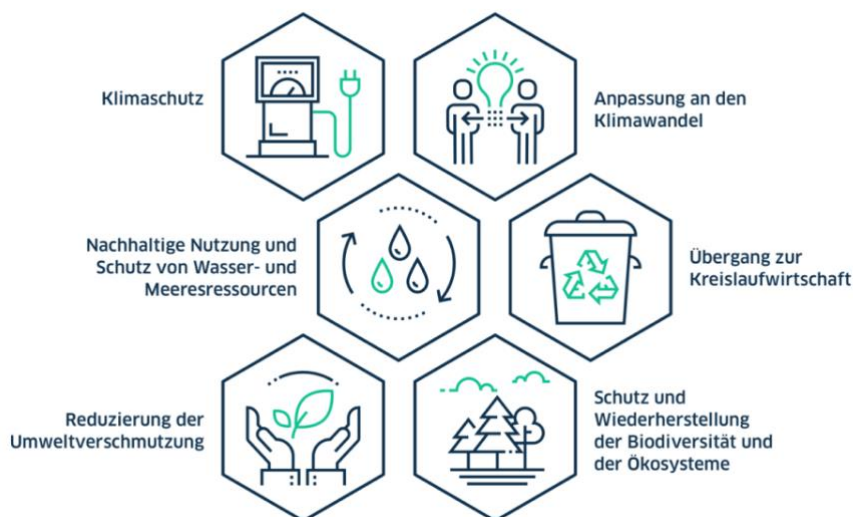 Klimaschutz
Anpassung an den
Klimawandel
Nachhaltige Nutzung und
Schutz von Wasser- und
Meeresressourcen
Übergang zur
Kreislaufwirtschaft
Reduzierung der
Umweltverschmutzung
Schutz und
Wiederherstellung
der Biodiversität und
der Ökosysteme